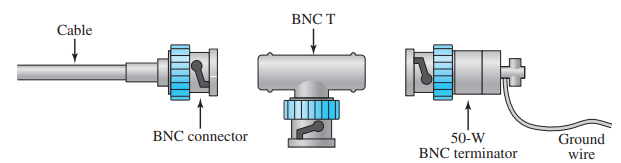 Cable
BNC T
BNC connector
50-W
BNC terminator
Ground
wire